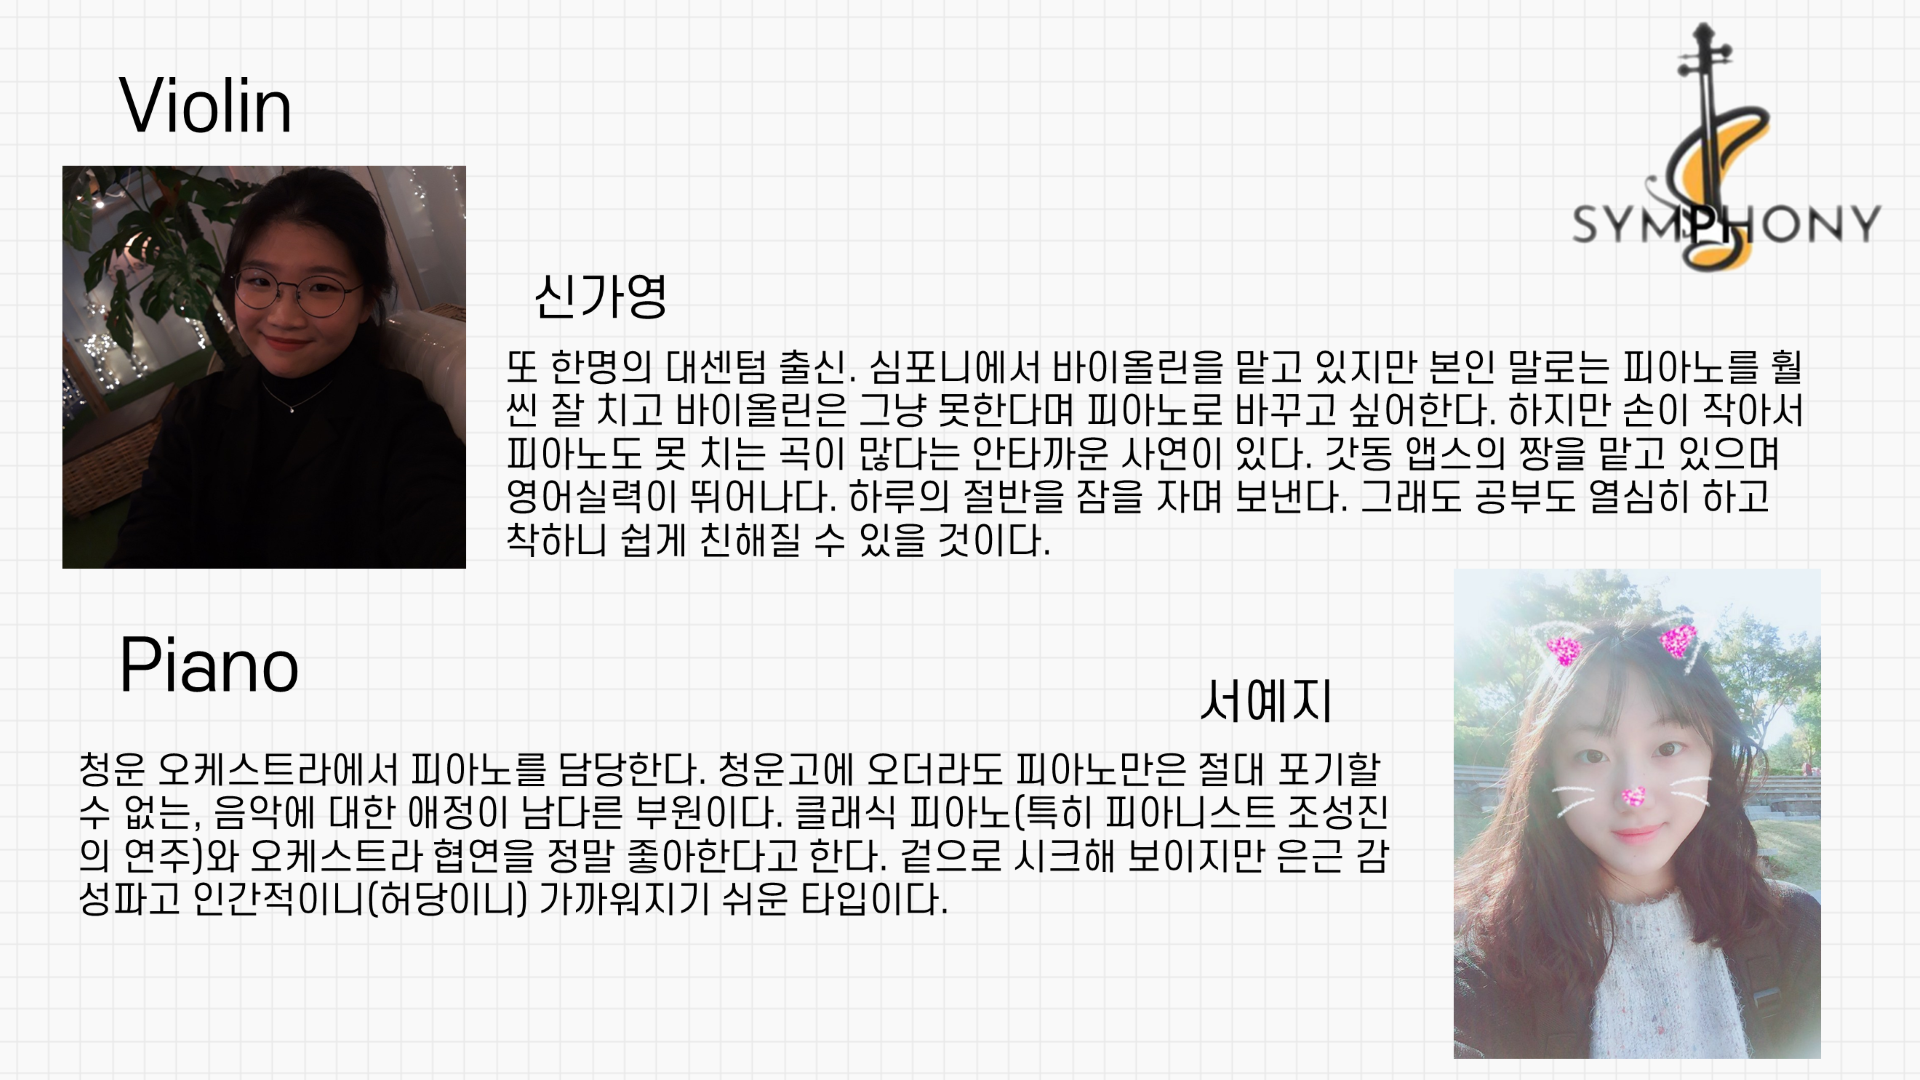 Violin
SYMPHONY
신가영
또 한명의 대센텀 출신. 심포니에서 바이올린을 맡고 있지만 본인 말로는 피아노를 훨
씬 잘 치고 바이올린은 그냥 못한다며 피아노로 바꾸고 싶어한다. 하지만 손이 작아서
피아노도 못 치는 곡이 많다는 안타까운 사연이 있다. 갓동 앱스의 짱을 맡고 있으며
영어실력이 뛰어나다. 하루의 절반을 잠을 자며 보낸다. 그래도 공부도 열심히 하고
착하니 쉽게 친해질 수 있을 것이다.
Piano
서예지
청운 오케스트라에서 피아노를 담당한다. 청운고에 오더라도 피아노만은 절대 포기할
수 없는, 음악에 대한 애정이 남다른 부원이다. 클래식 피아노(특히 피아니스트 조성진
의 연주)와 오케스트라 협연을 정말 좋아한다고 한다. 겉으로 시크해 보이지만 은근 감
성파고 인간적이니(허당이니) 가까워지기 쉬운 타입이다.